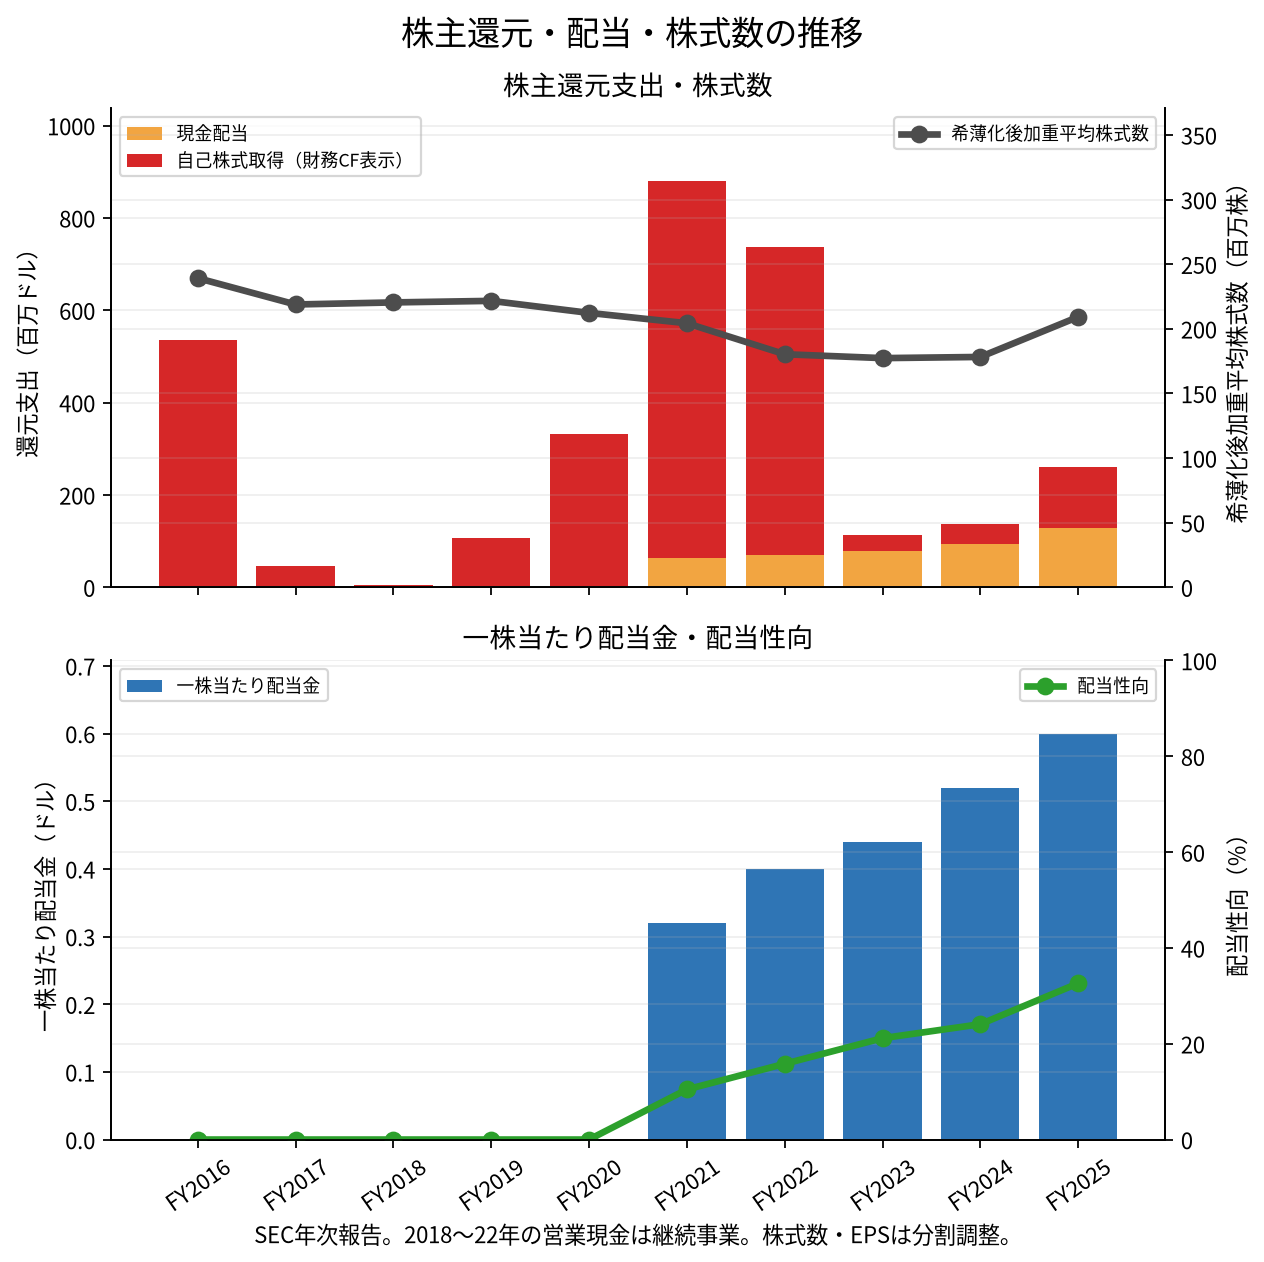 株主還元・配当・株式数の推移
株主還元支出・株式数
現金配当
自己株式取得（財務CF表示）
希薄化後加重平均株式数
1000
800
600
400
200
0
還元支出（百万ドル）
350
300
250
200
150
100
50
0
希薄化後加重平均株式数（百万株）
一株当たり配当金・配当性向
一株当たり配当金
配当性向
0.7
0.6
0.5
0.4
0.3
0.2
0.1
0.0
一株当たり配当金（ドル）
100
80
60
40
20
0
配当性向（%）
FY2016
FY2017
FY2018
FY2019
FY2020
FY2021
FY2022
FY2023
FY2024
FY2025
SEC年次報告。2018～22年の営業現金は継続事業。株式数・EPSは分割調整。